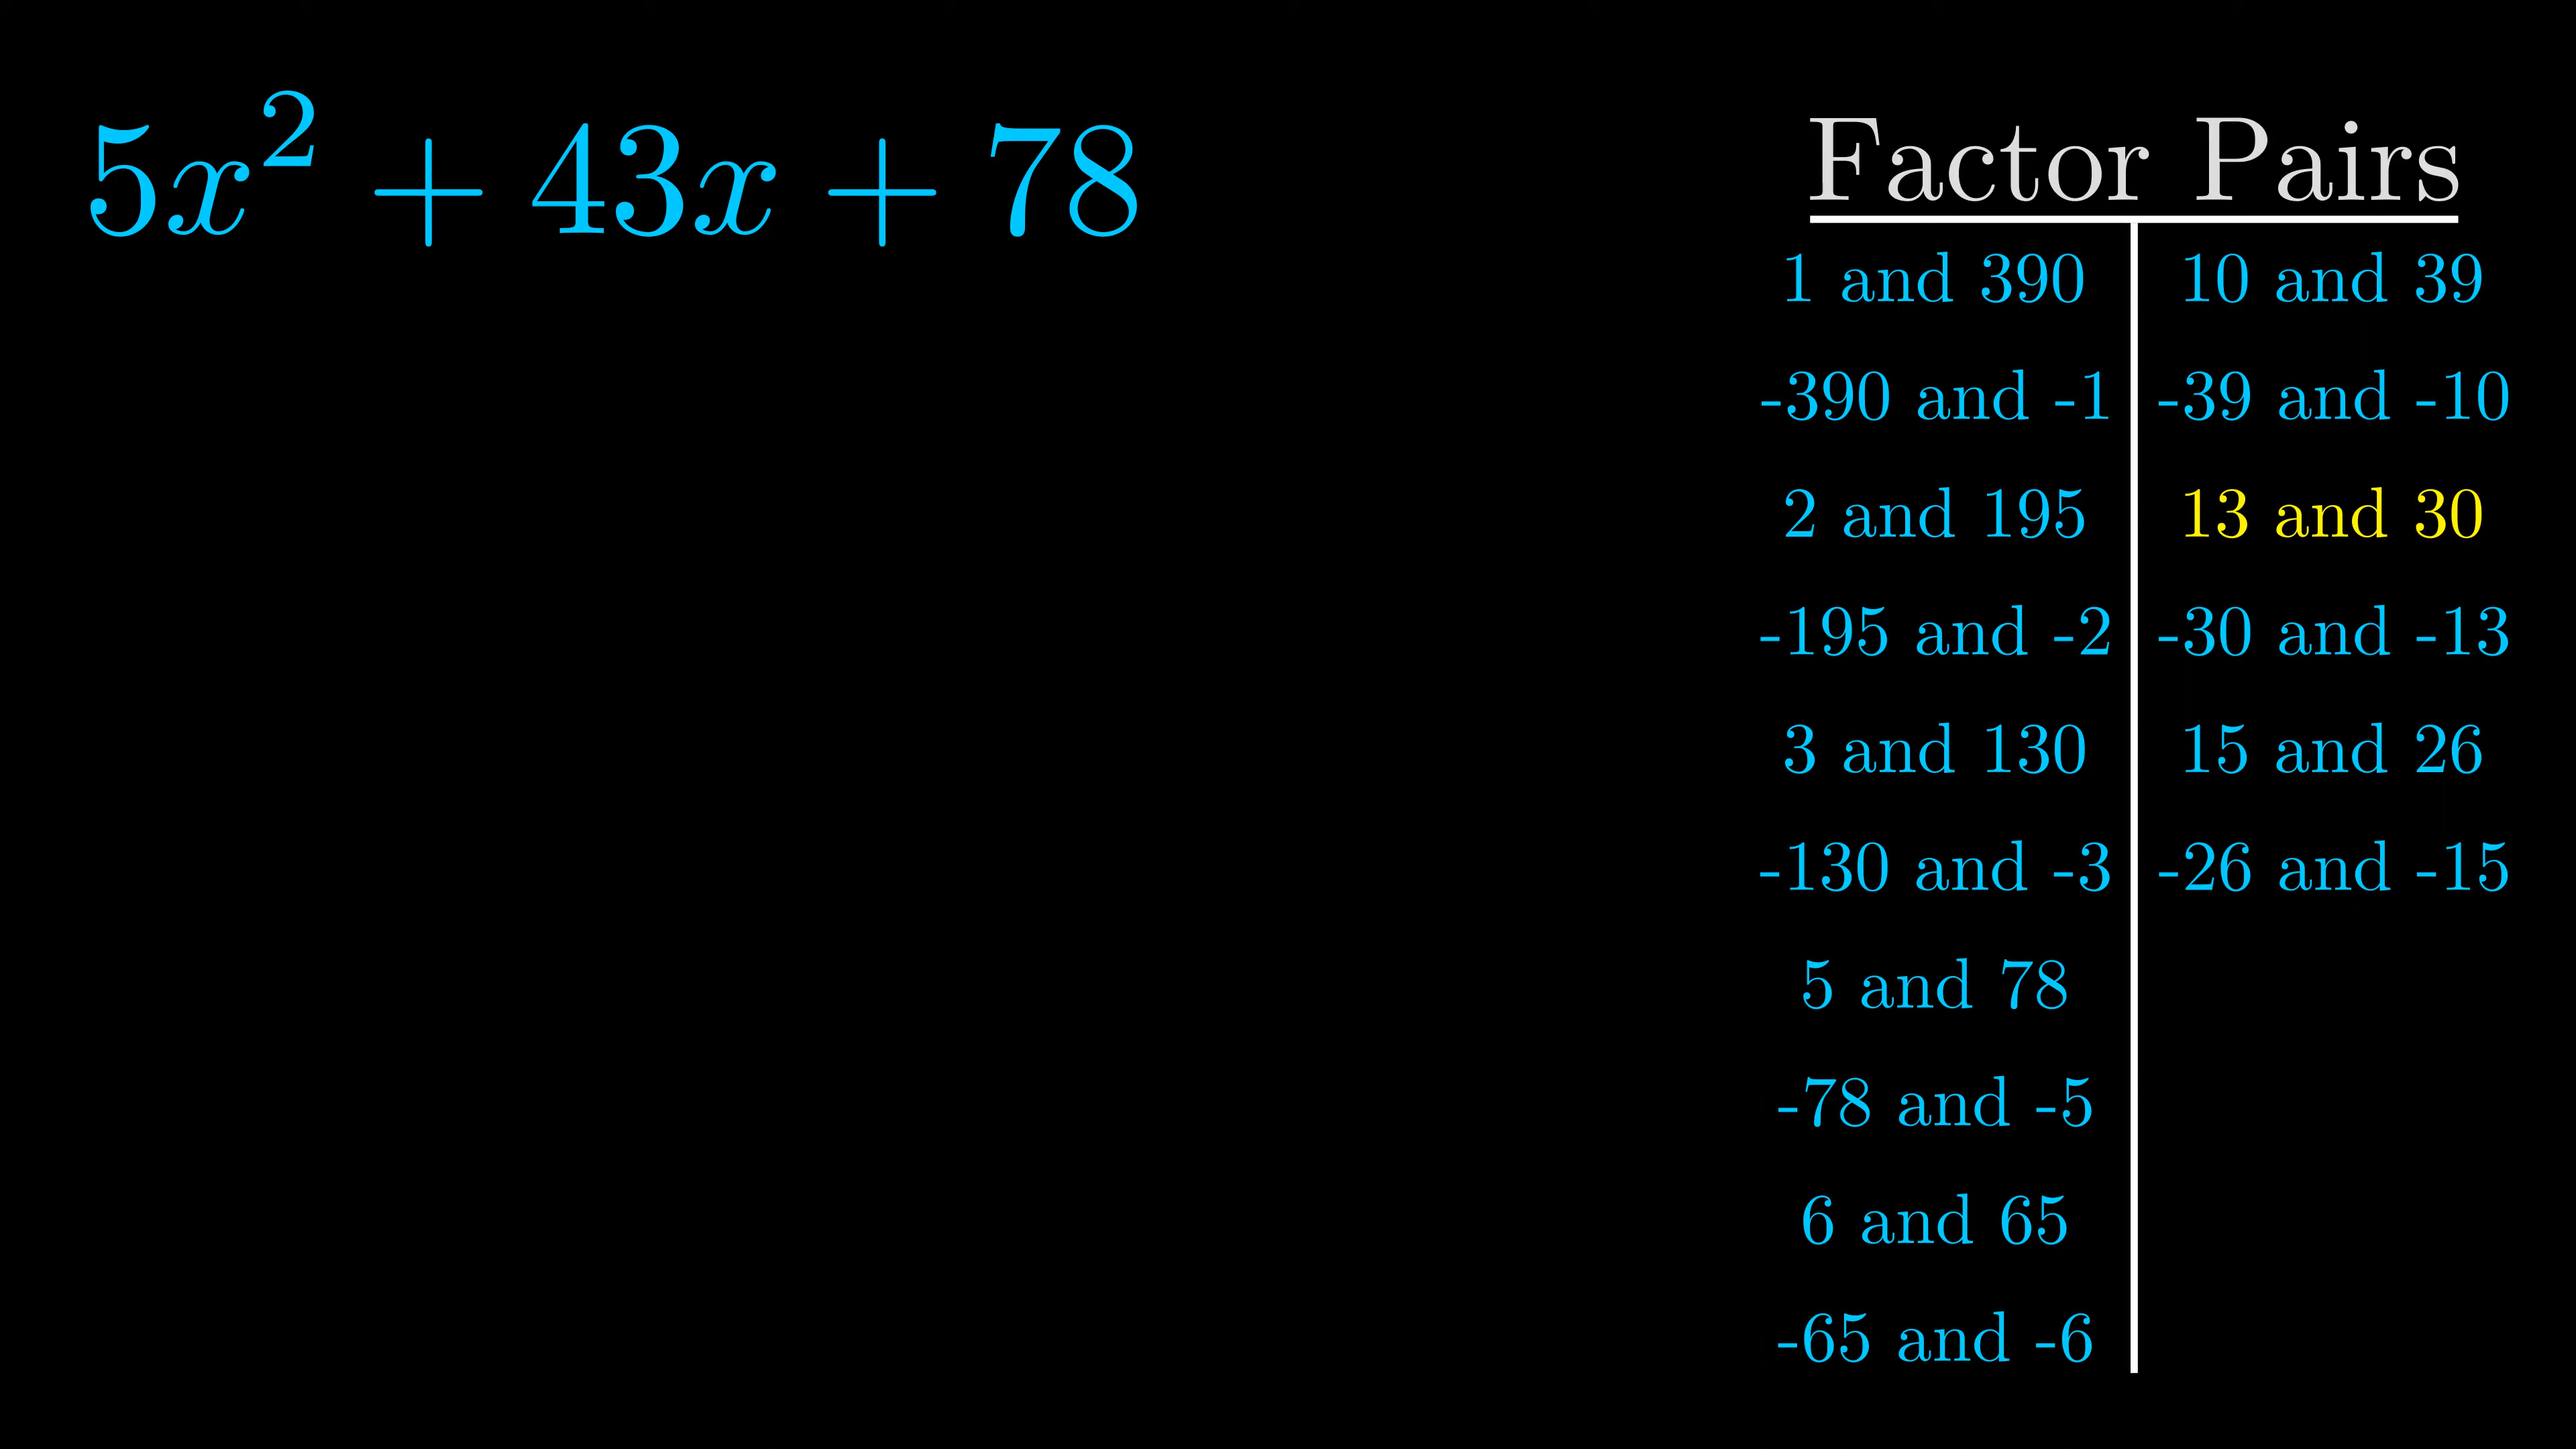 5x² + 43x + 78
Factor Pairs
1 and 390
-390 and -1
2 and 195
-195 and -2
3 and 130
-130 and -3
5 and 78
-78 and -5
6 and 65
-65 and -6
10 and 39
-39 and -10
13 and 30
-30 and -13
15 and 26
-26 and -15